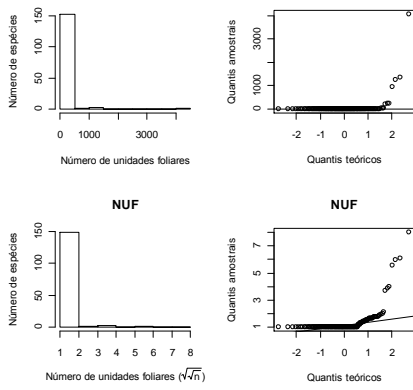 Número de espécies
0 50 100 150
0 1000 3000
Número de unidades foliares
Quantis amostrais
0 1000 4000
-2 -1 0 1 2
Quantis teóricos
NUF
Número de espécies
0 50 100 150
1 2 3 4 5 6 7 8
Número de unidades foliares (√√n)
NUF
Quantis amostrais
1 3 5 7
-2 -1 0 1 2
Quantis teóricos